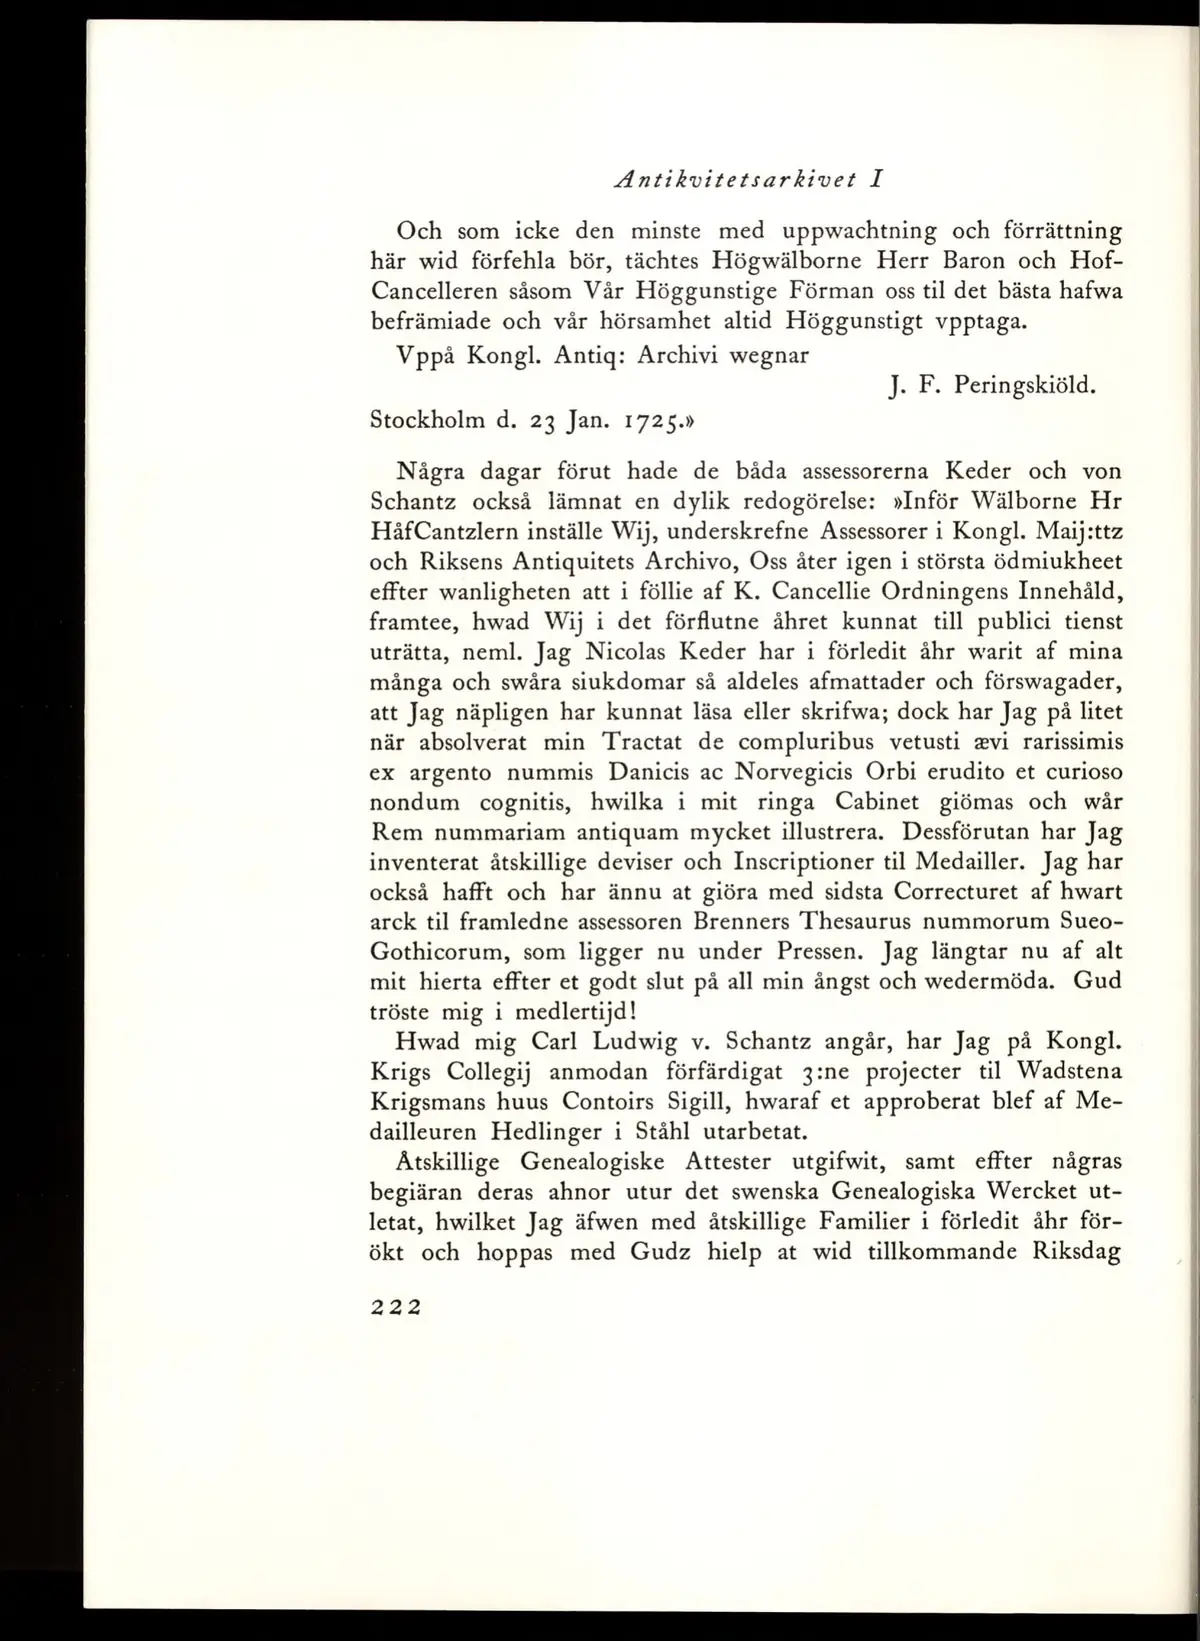 Antikvitetsarkivet I
Och som icke den minste med uppwachtning och förrättning
här wid förfehla bör, tächtes Högwälborne Herr Baron och Hof-
Cancelleren såsom Vår Höggunstige Förman oss til det bästa hafwa
befrämiade och vår hörsamhet altid Höggunstigt vpptaga.
Vppå Kongl. Antiq: Archivi wegnar
J. F. Peringskiöld.
Stockholm d. 23 Jan. 1725.»
Några dagar förut hade de båda assessorerna Keder och von
Schantz också lämnat en dylik redogörelse: »Inför Wälborne Hr
HåfCantzlern inställe Wij, underskrefne Assessorer i Kongl. Maij:ttz
och Riksens Antiquitets Archivo, Oss åter igen i största ödmiukheet
effter wanligheten att i föllie af K. Cancellie Ordningens Innehåld,
framtee, hwad Wij i det förflutne åhret kunnat till publici tienst
uträtta, neml. Jag Nicolas Keder har i förledit åhr warit af mina
många och swåra siukdomar så aldeles afmattader och förswagader,
att Jag näpligen har kunnat läsa eller skrifwa; dock har Jag på litet
när absolverat min Tractat de compluribus vetusti ævi rarissimis
ex argento nummis Danicis ac Norvegicis Orbi erudito et curioso
nondum cognitis, hwilka i mit ringa Cabinet giömas och wår
Rem nummariam antiquam mycket illustrera. Dessförutan har Jag
inventerat åtskillige deviser och Inscriptioner til Medailler. Jag har
också hafft och har ännu at giöra med sidsta Correcturet af hwart
arck til framledne assessoren Brenners Thesaurus nummorum Sueo-
Gothicorum, som ligger nu under Pressen. Jag längtar nu af alt
mit hierta effter et godt slut på all min ångst och wedermöda. Gud
tröste mig i medlertijd!
Hwad mig Carl Ludwig v. Schantz angår, har Jag på Kongl.
Krigs Collegij anmodan förfärdigat 3:ne projecter til Wadstena
Krigsmans huus Contoirs Sigill, hwaraf et approberat blef af Me-
dailleuren Hedlinger i Ståhl utarbetat.
Åtskillige Genealogiske Attester utgifwit, samt effter någras
begiäran deras ahnor utur det swenska Genealogiska Wercket ut-
letat, hwilket Jag äfwen med åtskillige Familier i förledit åhr för-
ökt och hoppas med Gudz hielp at wid tillkommande Riksdag
222